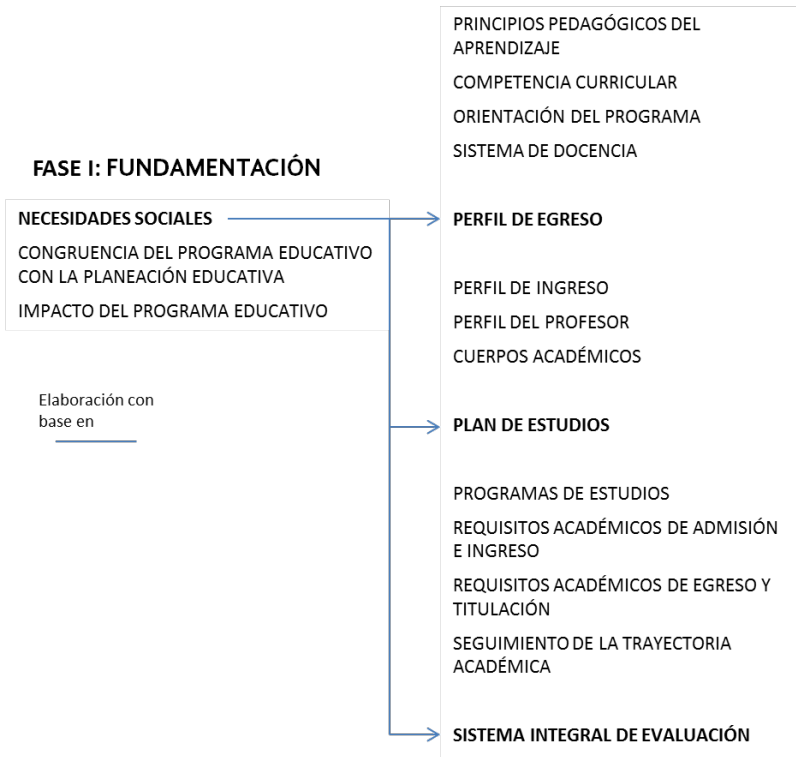 FASE I: FUNDAMENTACIÓN
NECESIDADES SOCIALES
CONGRUENCIA DEL PROGRAMA EDUCATIVO
CON LA PLANEACIÓN EDUCATIVA
IMPACTO DEL PROGRAMA EDUCATIVO
Elaboración con
base en
PRINCIPIOS PEDAGÓGICOS DEL
APRENDIZAJE
COMPETENCIA CURRICULAR
ORIENTACIÓN DEL PROGRAMA
SISTEMA DE DOCENCIA
PERFIL DE EGRESO
PERFIL DE INGRESO
PERFIL DEL PROFESOR
CUERPOS ACADÉMICOS
PLAN DE ESTUDIOS
PROGRAMAS DE ESTUDIOS
REQUISITOS ACADÉMICOS DE ADMISIÓN
E INGRESO
REQUISITOS ACADÉMICOS DE EGRESO Y
TITULACIÓN
SEGUIMIENTO DE LA TRAYECTORIA
ACADÉMICA
SISTEMA INTEGRAL DE EVALUACIÓN